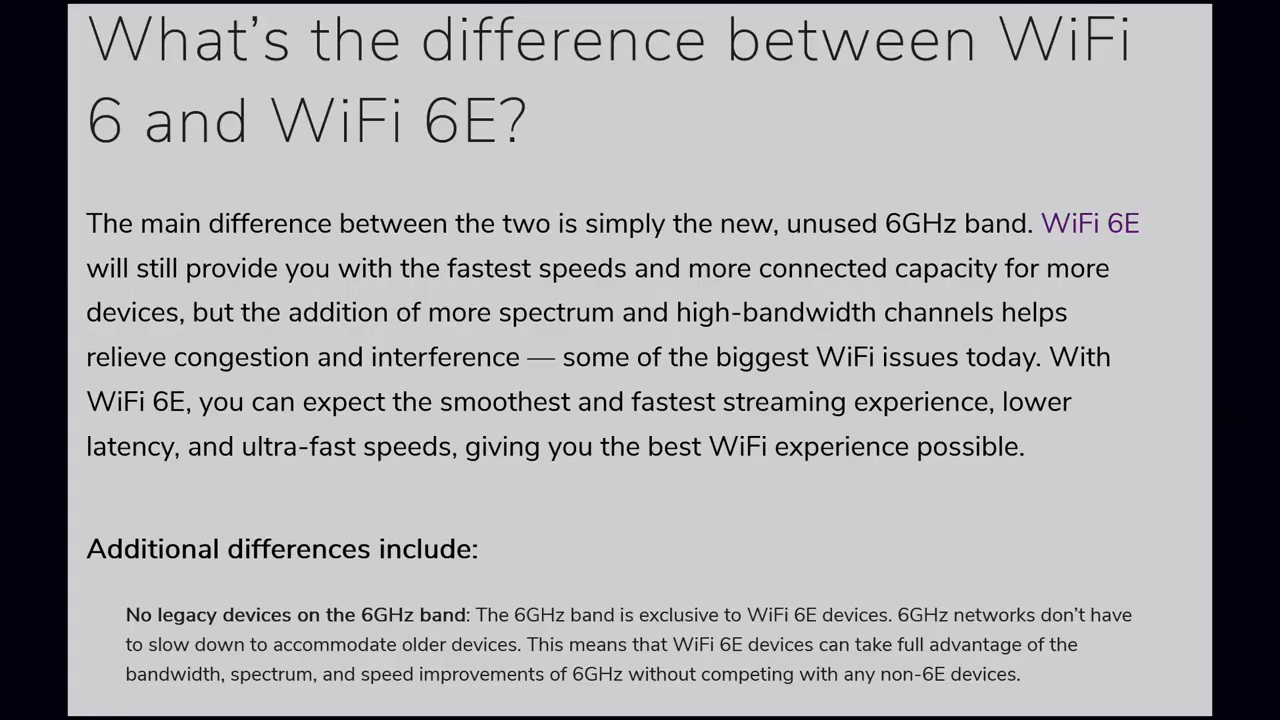 What’s the difference between WiFi
6 and WiFi 6E?
The main difference between the two is simply the new, unused 6GHz band. WiFi 6E
will still provide you with the fastest speeds and more connected capacity for more
devices, but the addition of more spectrum and high-bandwidth channels helps
relieve congestion and interference — some of the biggest WiFi issues today. With
WiFi 6E, you can expect the smoothest and fastest streaming experience, lower
latency, and ultra-fast speeds, giving you the best WiFi experience possible.
Additional differences include:
No legacy devices on the 6GHz band: The 6GHz band is exclusive to WiFi 6E devices. 6GHz networks don’t have
to slow down to accommodate older devices. This means that WiFi 6E devices can take full advantage of the
bandwidth, spectrum, and speed improvements of 6GHz without competing with any non-6E devices.